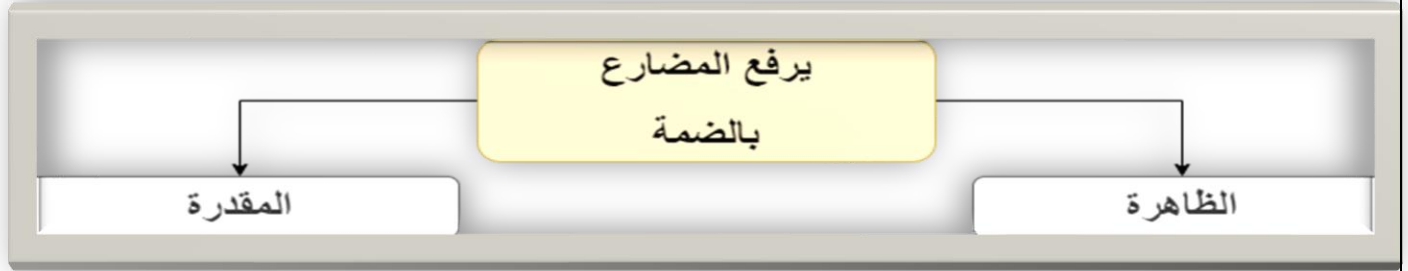 يرفع المضارع
بالضمة
الظاهرة
المقدرة